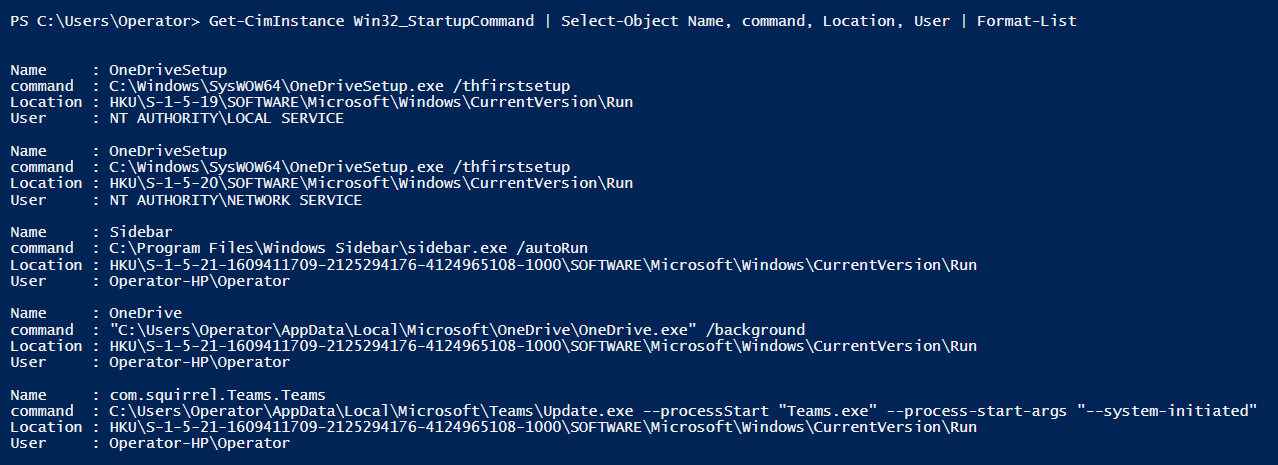 PS C:\Users\Operator> Get-CimInstance Win32_StartupCommand | Select-Object Name, command, Location, User | Format-List
Name     : OneDriveSetup
command  : C:\Windows\SysWOW64\OneDriveSetup.exe /thfirstsetup
Location : HKU\S-1-5-19\SOFTWARE\Microsoft\Windows\CurrentVersion\Run
User     : NT AUTHORITY\LOCAL SERVICE
Name     : OneDriveSetup
command  : C:\Windows\SysWOW64\OneDriveSetup.exe /thfirstsetup
Location : HKU\S-1-5-20\SOFTWARE\Microsoft\Windows\CurrentVersion\Run
User     : NT AUTHORITY\NETWORK SERVICE
Name     : Sidebar
command  : C:\Program Files\Windows Sidebar\sidebar.exe /autoRun
Location : HKU\S-1-5-21-1609411709-2125294176-4124965108-1000\SOFTWARE\Microsoft\Windows\CurrentVersion\Run
User     : Operator-HP\Operator
Name     : OneDrive
command  : "C:\Users\Operator\AppData\Local\Microsoft\OneDrive\OneDrive.exe" /background
Location : HKU\S-1-5-21-1609411709-2125294176-4124965108-1000\SOFTWARE\Microsoft\Windows\CurrentVersion\Run
User     : Operator-HP\Operator
Name     : com.squirrel.Teams.Teams
command  : C:\Users\Operator\AppData\Local\Microsoft\Teams\Update.exe --processStart "Teams.exe" --process-start-args "--system-initiated"
Location : HKU\S-1-5-21-1609411709-2125294176-4124965108-1000\SOFTWARE\Microsoft\Windows\CurrentVersion\Run
User     : Operator-HP\Operator